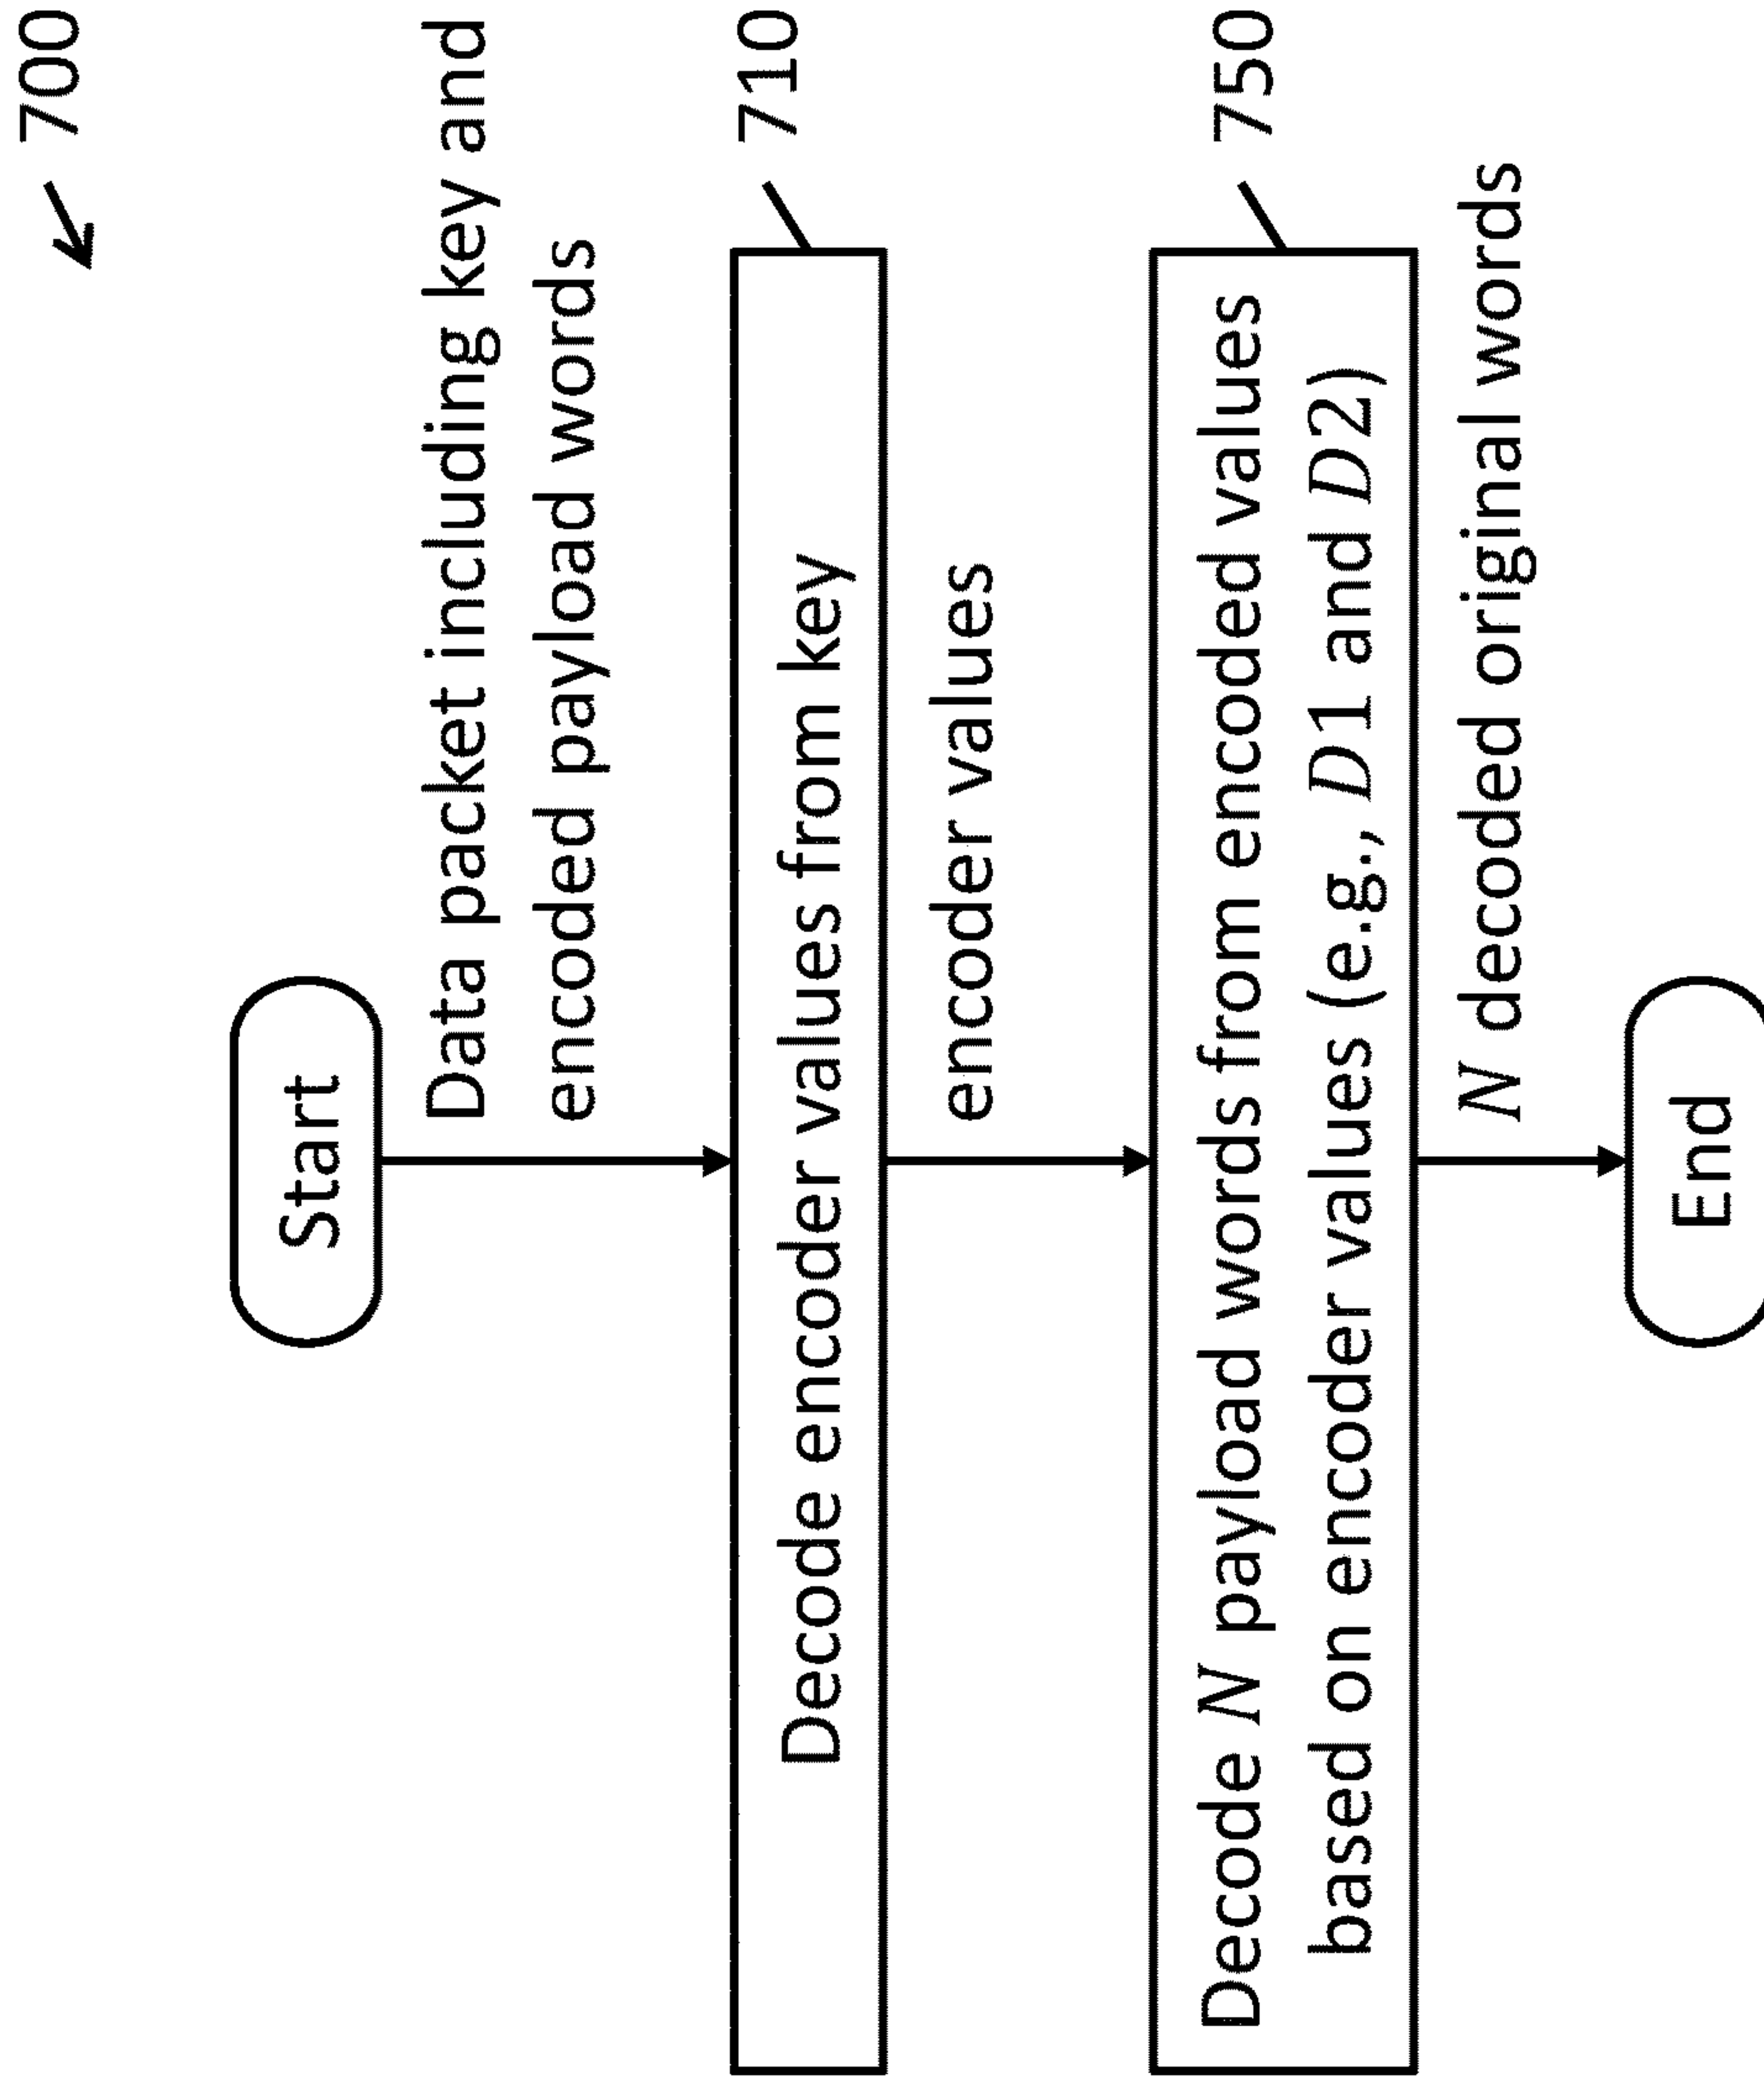 700
Start
Data packet including key and
encoded payload words
710
Decode encoder values from key
encoder values
750
Decode N payload words from encoded values
based on encoder values (e.g., D1 and D2)
N decoded original words
End